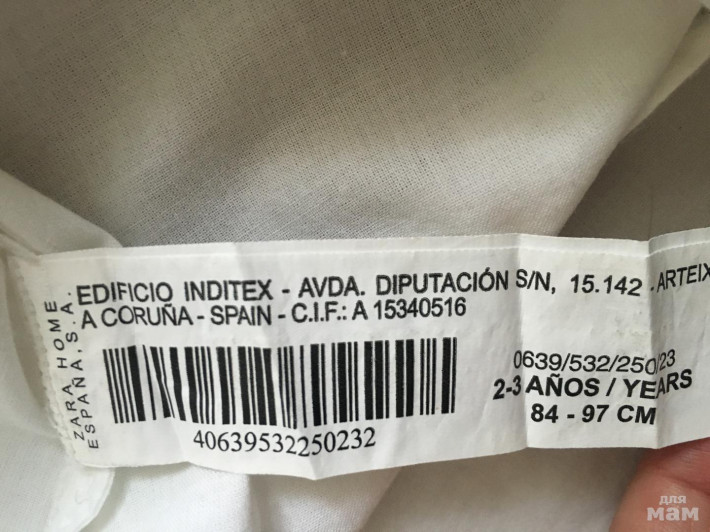 ZARA HOME
ESPAÑA, S.A.
EDIFICIO INDITEX - AVDA. DIPUTACIÓN S/N, 15.142 - ARTEIX
A CORUÑA - SPAIN - C.I.F.: A 15340516
0639/532/250/23
2-3 AÑOS / YEARS
84 - 97 CM
40639532250232
для
мам